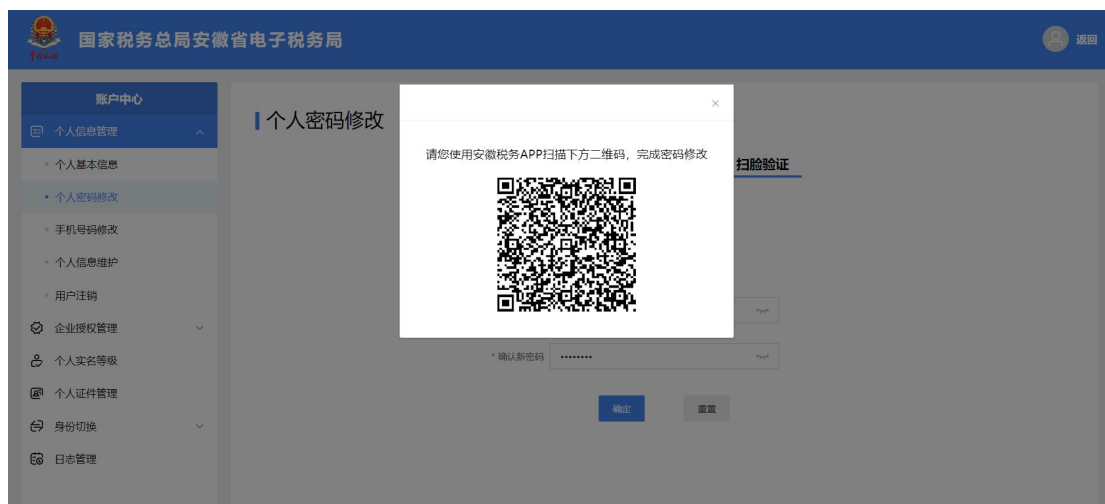 国家税务总局安徽省电子税务局
返回
账户中心
个人信息管理
个人基本信息
个人密码修改
手机号码修改
个人信息维护
用户注销
企业授权管理
个人实名等级
个人证件管理
身份切换
日志管理
个人密码修改
扫脸验证
请您使用安徽税务APP扫描下方二维码，完成密码修改
* 确认新密码 ••••••••
确定 重置